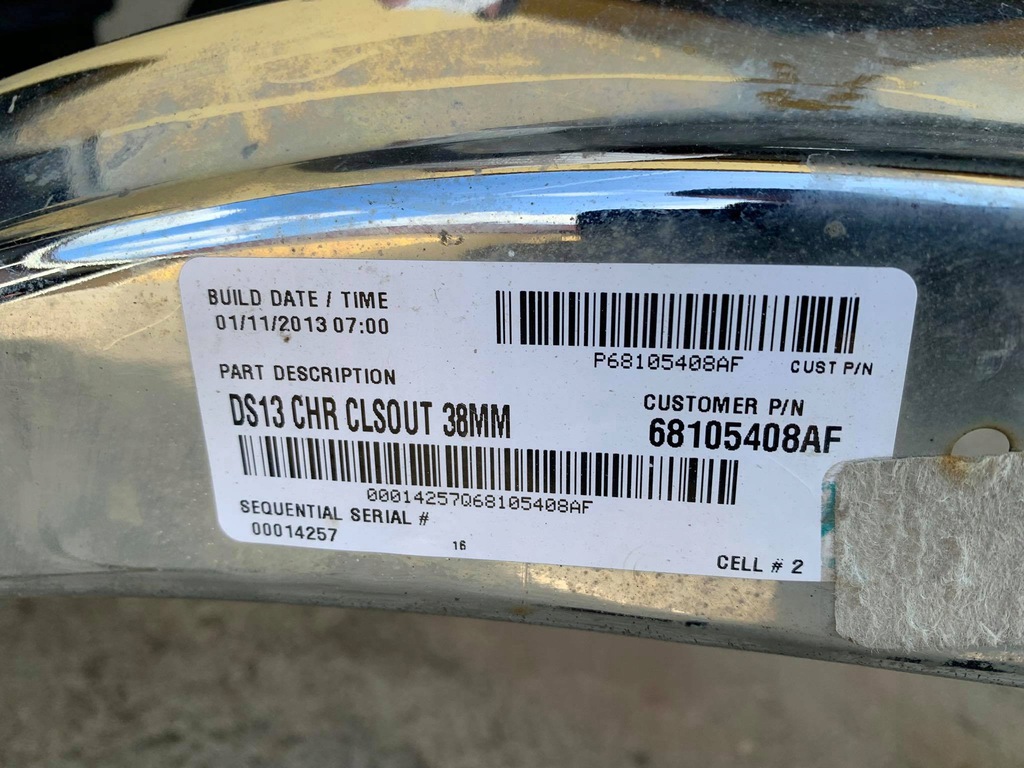 BUILD DATE / TIME
01/11/2013 07:00
P68105408AF CUST P/N
PART DESCRIPTION
DS13 CHR CLSOUT 38MM
CUSTOMER P/N
68105408AF
00014257Q68105408AF
SEQUENTIAL SERIAL #
00014257
16
CELL # 2